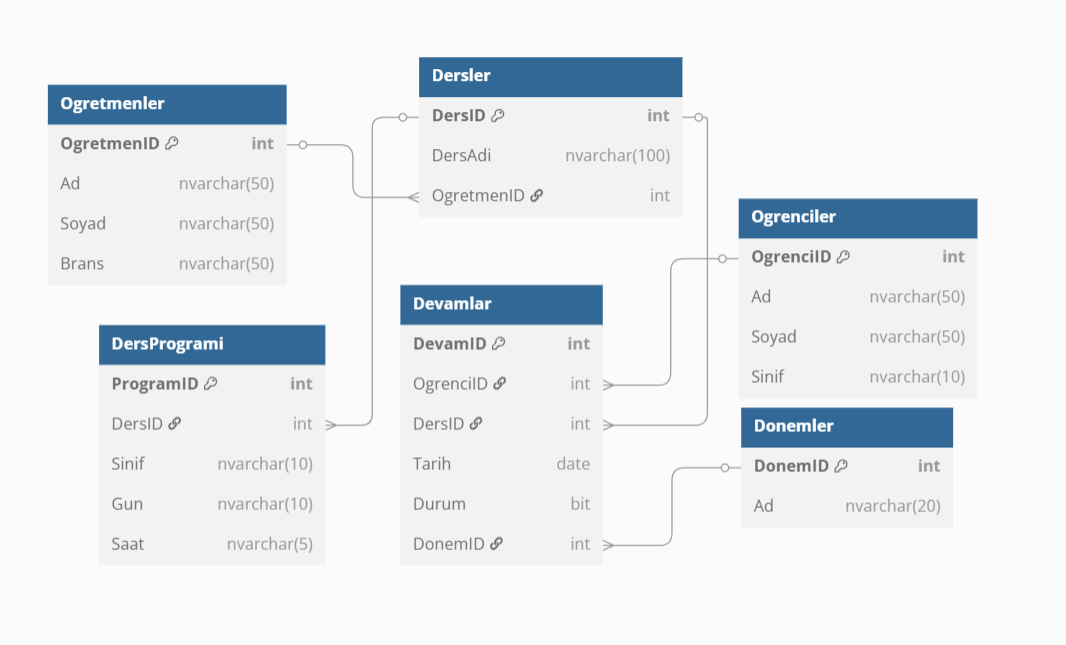 Ogretmenler
OgretmenID int
Ad nvarchar(50)
Soyad nvarchar(50)
Brans nvarchar(50)
Dersler
DersID int
DersAdi nvarchar(100)
OgretmenID int
DersProgrami
ProgramID int
DersID int
Sinif nvarchar(10)
Gun nvarchar(10)
Saat nvarchar(5)
Devamlar
DevamID int
OgrenciID int
DersID int
Tarih date
Durum bit
DonemID int
Ogrenciler
OgrenciID int
Ad nvarchar(50)
Soyad nvarchar(50)
Sinif nvarchar(10)
Donemler
DonemID int
Ad nvarchar(20)